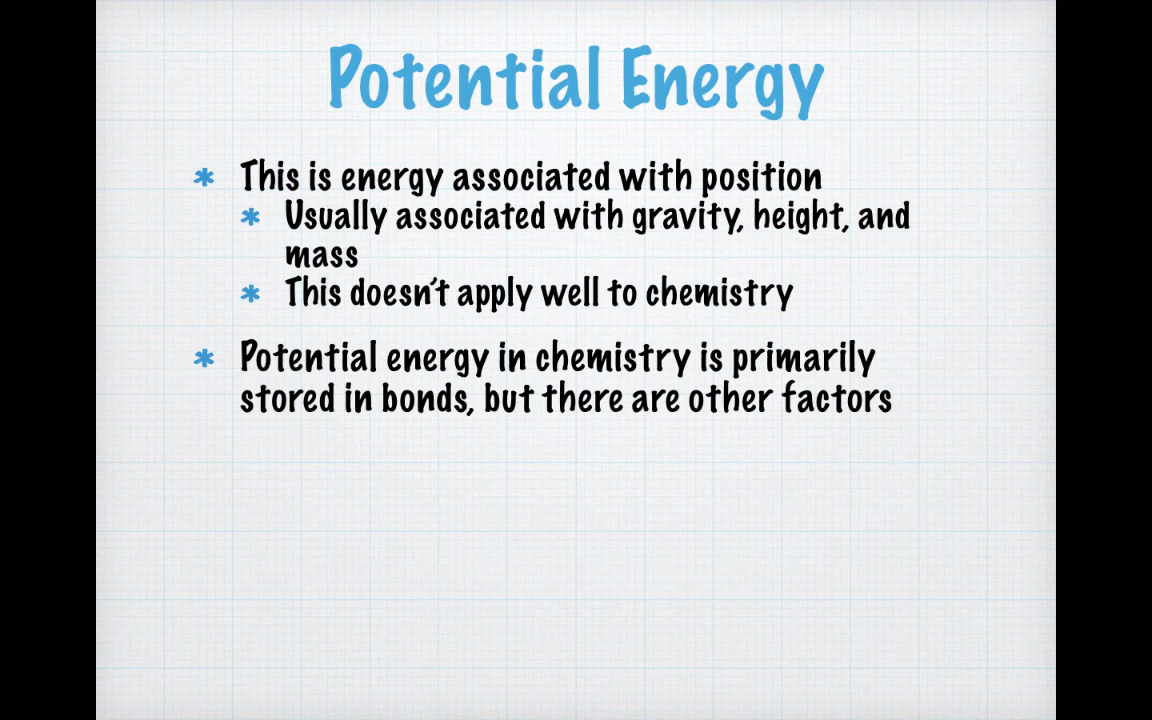 Potential Energy
* This is energy associated with position
* Usually associated with gravity, height, and
mass
* This doesn't apply well to chemistry
* Potential energy in chemistry is primarily
stored in bonds, but there are other factors